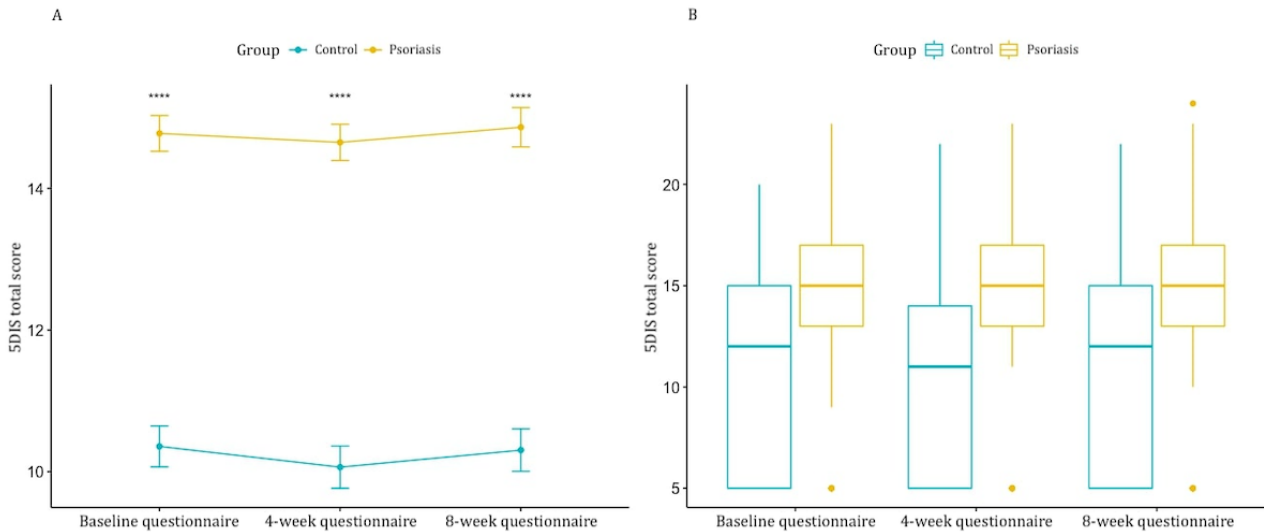 A
Group Control Psoriasis
****
****
****
14
12
10
5DIS total score
Baseline questionnaire
4-week questionnaire
8-week questionnaire
B
Group Control Psoriasis
20
15
10
5
5DIS total score
Baseline questionnaire
4-week questionnaire
8-week questionnaire